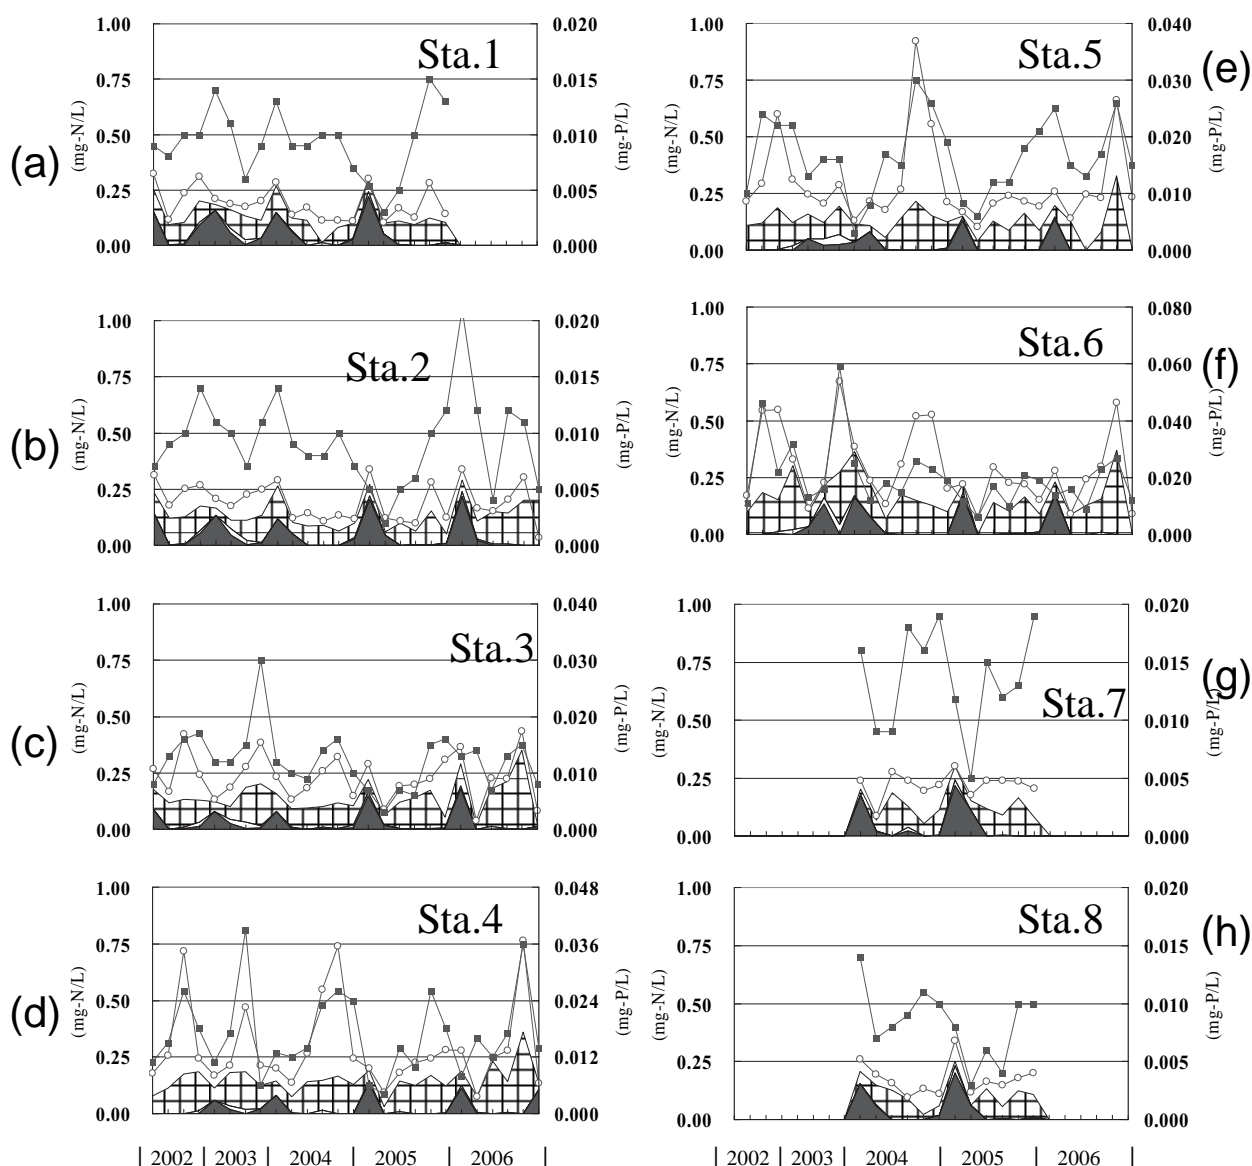 (a)
1.00
0.75
0.50
0.25
0.00
(mg-N/L)
Sta.1
0.020
0.015
0.010
0.005
0.000
(mg-P/L)
(b)
1.00
0.75
0.50
0.25
0.00
(mg-N/L)
Sta.2
0.020
0.015
0.010
0.005
0.000
(mg-P/L)
(c)
1.00
0.75
0.50
0.25
0.00
(mg-N/L)
Sta.3
0.040
0.030
0.020
0.010
0.000
(mg-P/L)
(d)
1.00
0.75
0.50
0.25
0.00
(mg-N/L)
Sta.4
0.048
0.036
0.024
0.012
0.000
(mg-P/L)
2002 2003 2004 2005 2006
1.00
0.75
0.50
0.25
0.00
(mg-N/L)
Sta.5
0.040
0.030
0.020
0.010
0.000
(mg-P/L)
(e)
1.00
0.75
0.50
0.25
0.00
(mg-N/L)
Sta.6
0.080
0.060
0.040
0.020
0.000
(mg-P/L)
(f)
1.00
0.75
0.50
0.25
0.00
(mg-N/L)
Sta.7
0.020
0.015
0.010
0.005
0.000
(mg-P/L)
(g)
1.00
0.75
0.50
0.25
0.00
(mg-N/L)
Sta.8
0.020
0.015
0.010
0.005
0.000
(mg-P/L)
(h)
2002 2003 2004 2005 2006